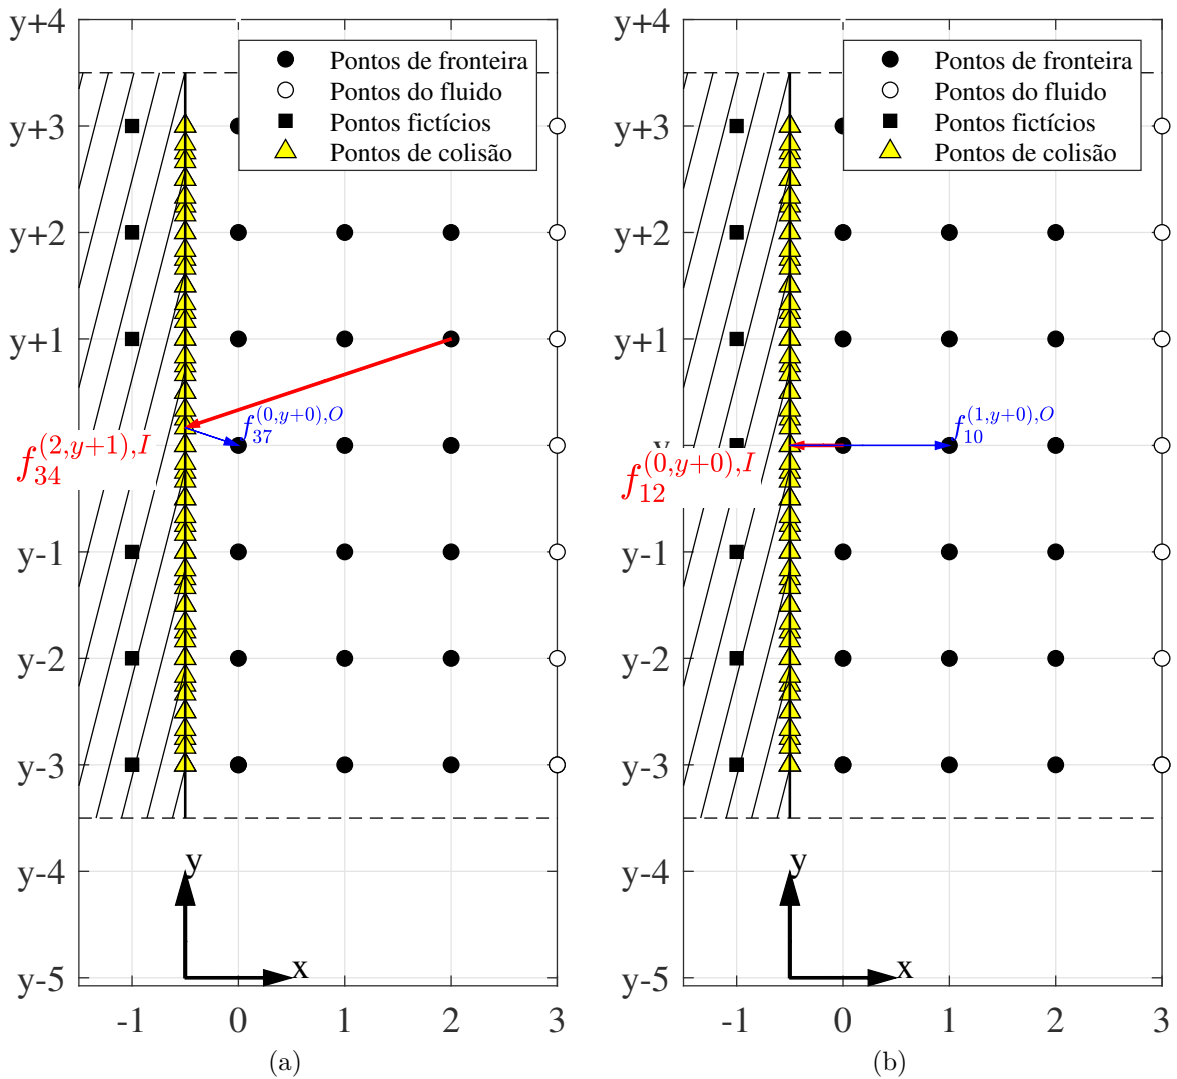 y+4
y+3
y+2
y+1
y-1
y-2
y-3
y-4
y-5
-1
0
1
2
3
Pontos de fronteira
Pontos do fluido
Pontos fictícios
Pontos de colisão
f_{34}^{(2,y+1),I}
f_{37}^{(0,y+0),O}
y
x
(a)
y+4
y+3
y+2
y+1
y-1
y-2
y-3
y-4
y-5
-1
0
1
2
3
Pontos de fronteira
Pontos do fluido
Pontos fictícios
Pontos de colisão
f_{12}^{(0,y+0),I}
f_{10}^{(1,y+0),O}
y
x
(b)